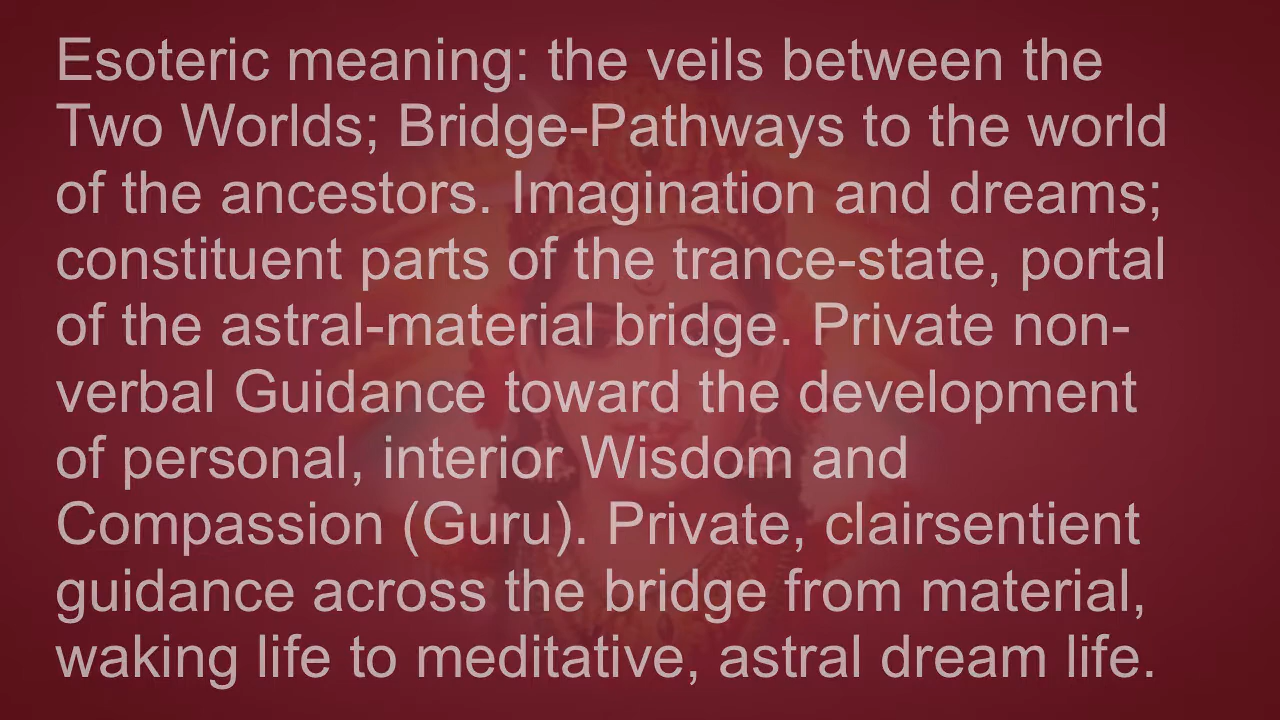 Esoteric meaning: the veils between the
Two Worlds; Bridge-Pathways to the world
of the ancestors. Imagination and dreams;
constituent parts of the trance-state, portal
of the astral-material bridge. Private non-
verbal Guidance toward the development
of personal, interior Wisdom and
Compassion (Guru). Private, clairsentient
guidance across the bridge from material,
waking life to meditative, astral dream life.